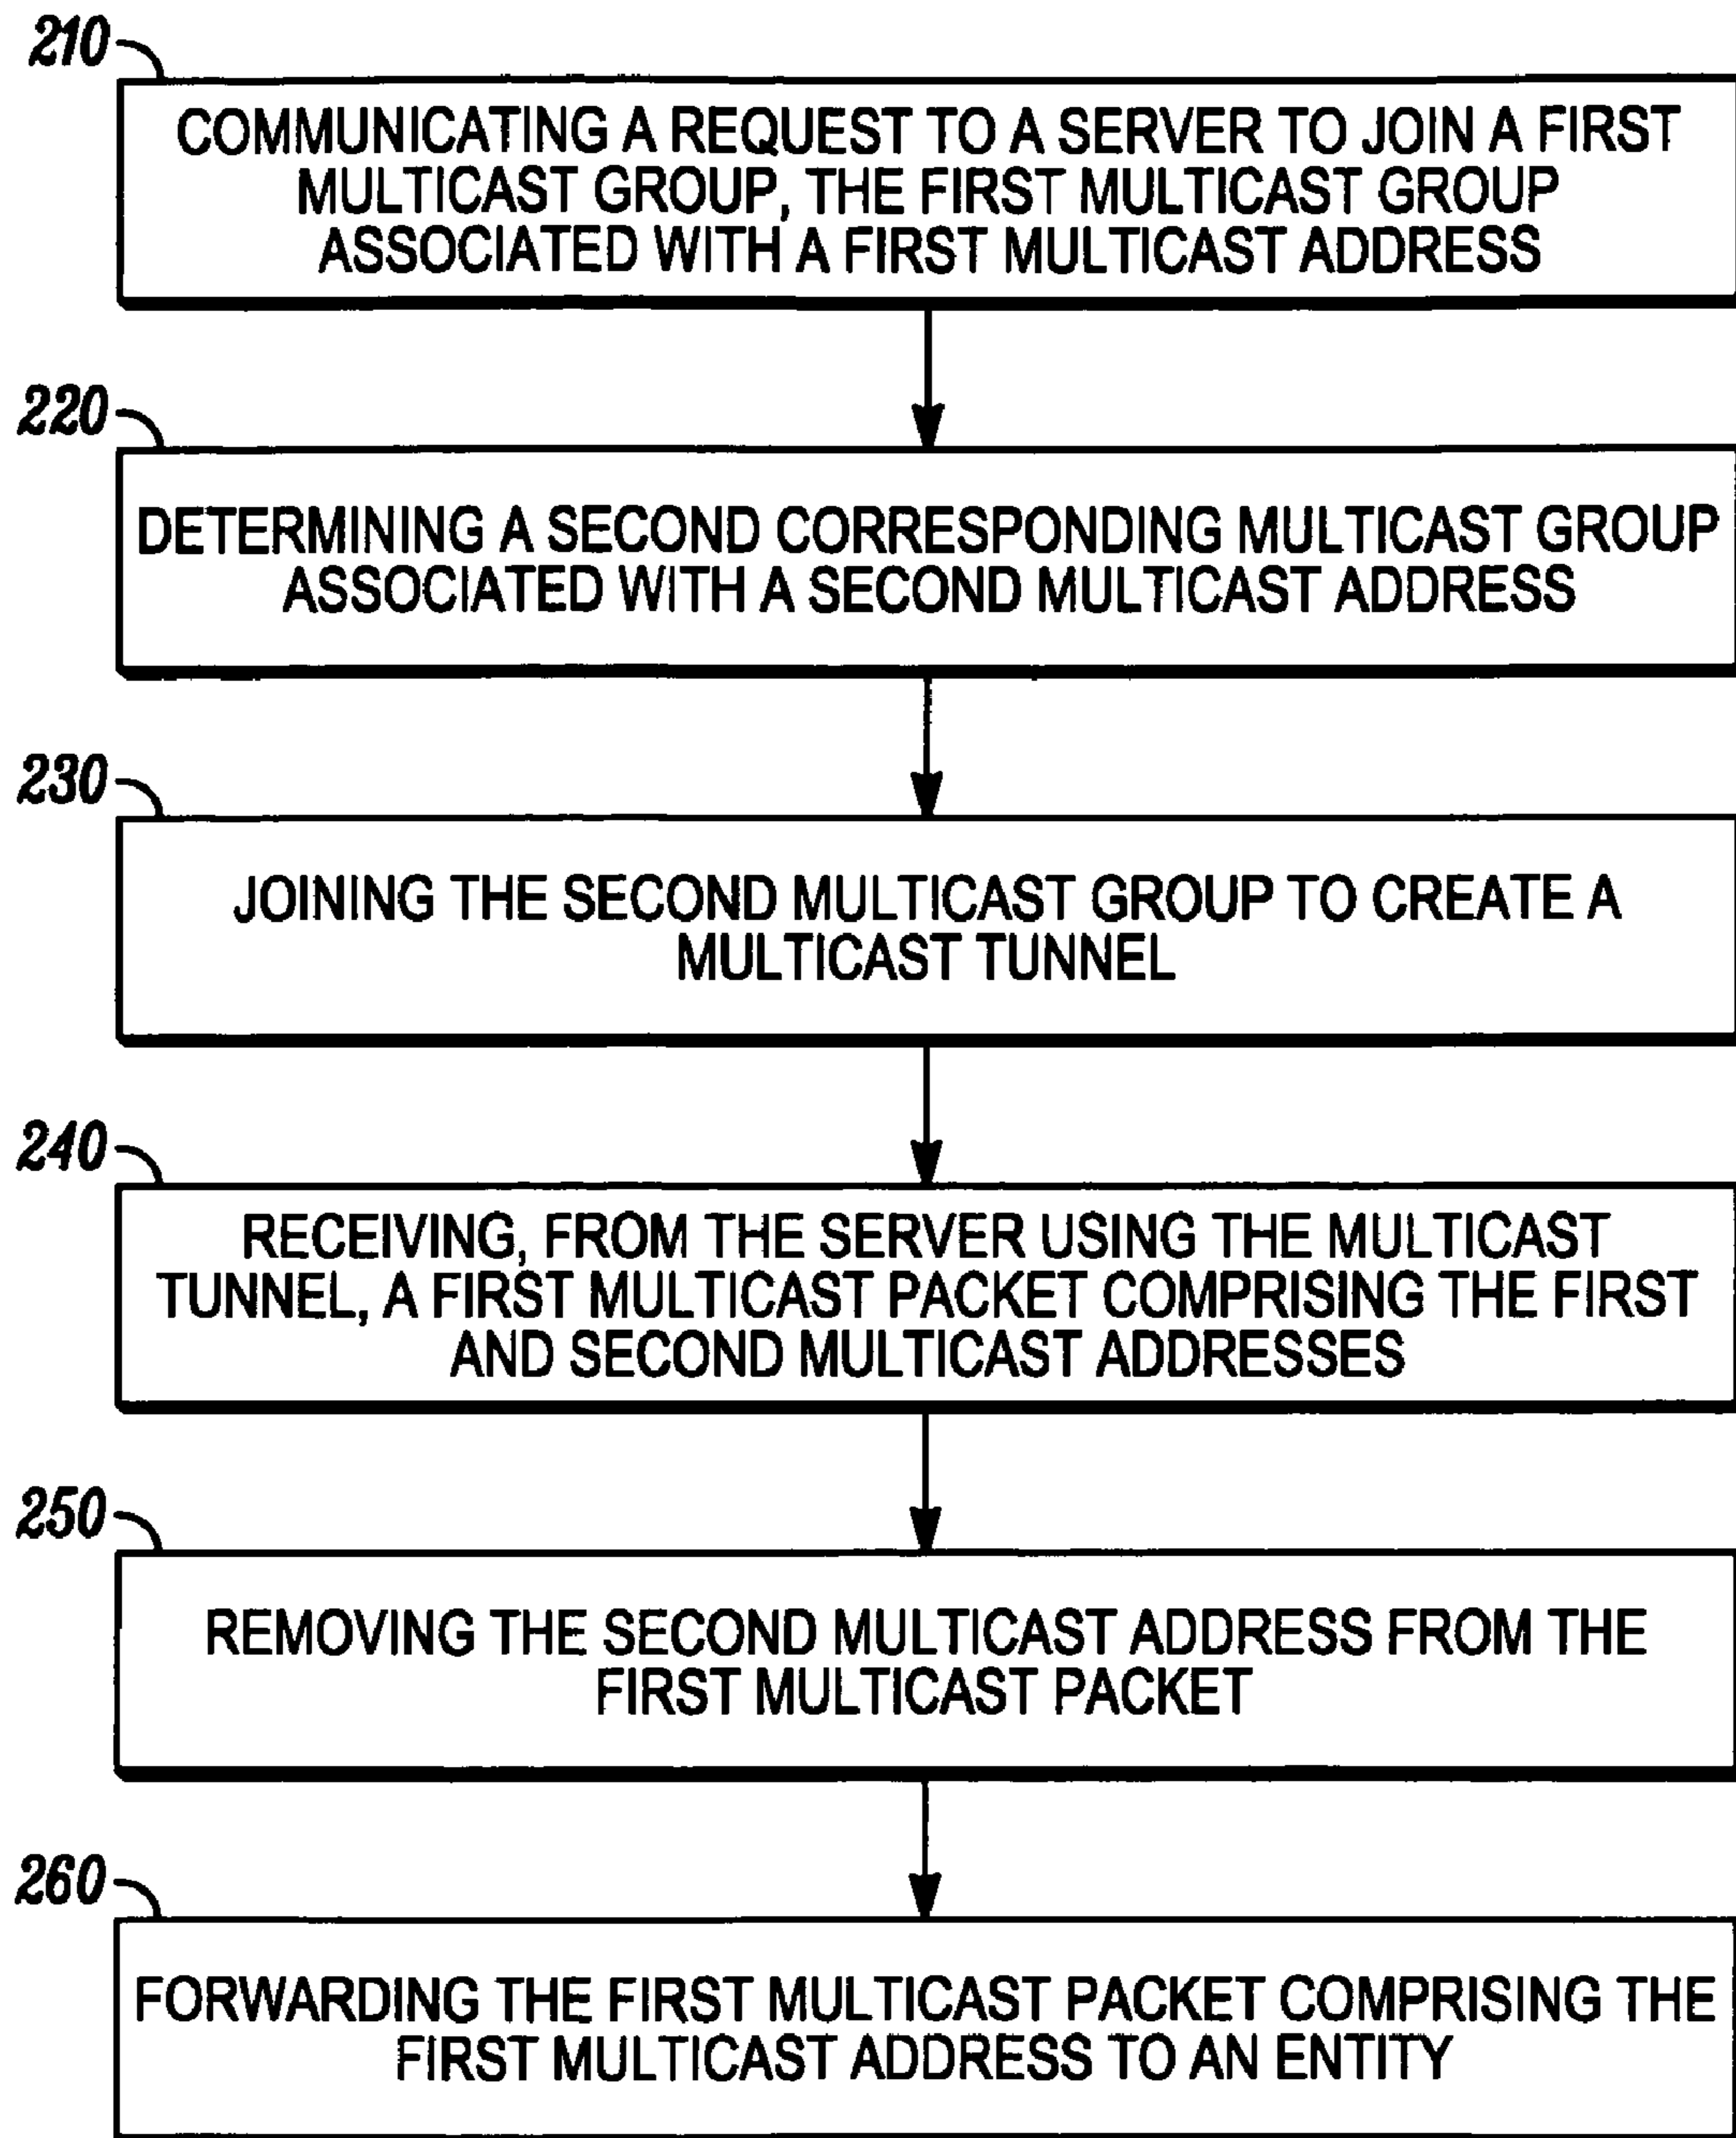 210
COMMUNICATING A REQUEST TO A SERVER TO JOIN A FIRST
MULTICAST GROUP, THE FIRST MULTICAST GROUP
ASSOCIATED WITH A FIRST MULTICAST ADDRESS
220
DETERMINING A SECOND CORRESPONDING MULTICAST GROUP
ASSOCIATED WITH A SECOND MULTICAST ADDRESS
230
JOINING THE SECOND MULTICAST GROUP TO CREATE A
MULTICAST TUNNEL
240
RECEIVING, FROM THE SERVER USING THE MULTICAST
TUNNEL, A FIRST MULTICAST PACKET COMPRISING THE FIRST
AND SECOND MULTICAST ADDRESSES
250
REMOVING THE SECOND MULTICAST ADDRESS FROM THE
FIRST MULTICAST PACKET
260
FORWARDING THE FIRST MULTICAST PACKET COMPRISING THE
FIRST MULTICAST ADDRESS TO AN ENTITY